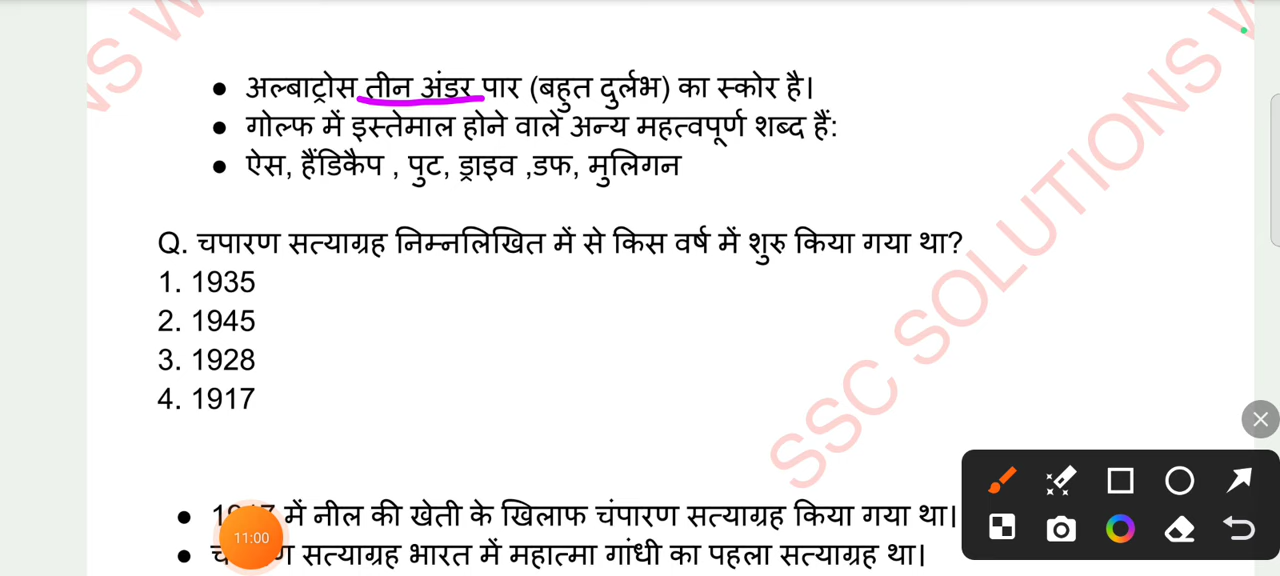 SSC SOLUTIONS
अल्बाट्रोस तीन अंडर पार (बहुत दुर्लभ) का स्कोर है।
गोल्फ में इस्तेमाल होने वाले अन्य महत्वपूर्ण शब्द हैं:
ऐस, हैंडिकैप , पुट, ड्राइव ,डफ, मुलिगन
Q. चपारण सत्याग्रह निम्नलिखित में से किस वर्ष में शुरु किया गया था?
1. 1935
2. 1945
3. 1928
4. 1917
में नील की खेती के खिलाफ चंपारण सत्याग्रह किया गया था।
11:00
सत्याग्रह भारत में महात्मा गांधी का पहला सत्याग्रह था।